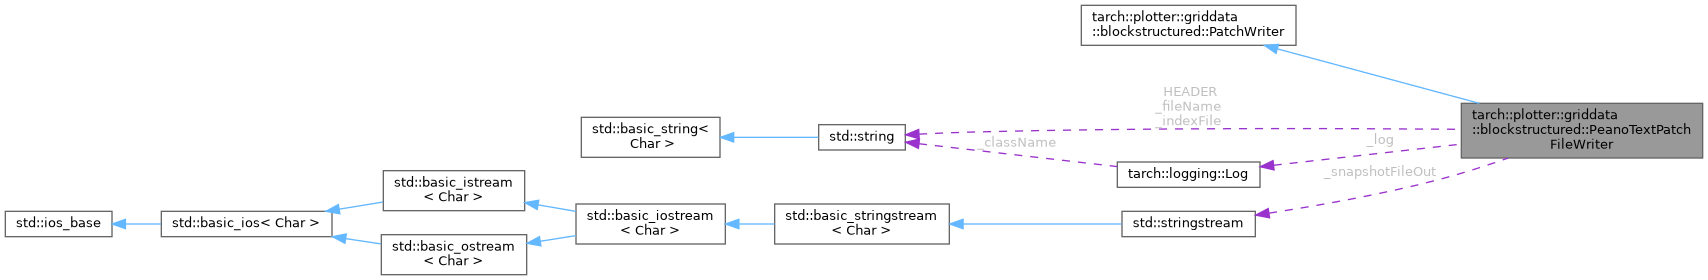 tarch::plotter::griddata
::blockstructured::PatchWriter
HEADER
_fileName
_indexFile
tarch::plotter::griddata
::blockstructured::PeanoTextPatch
FileWriter
std::basic_string<
Char >
std::string
_className
_log
tarch::logging::Log
_snapshotFileOut
std::basic_istream
< Char >
std::ios_base
std::basic_ios< Char >
std::basic_iostream
< Char >
std::basic_stringstream
< Char >
std::stringstream
std::basic_ostream
< Char >